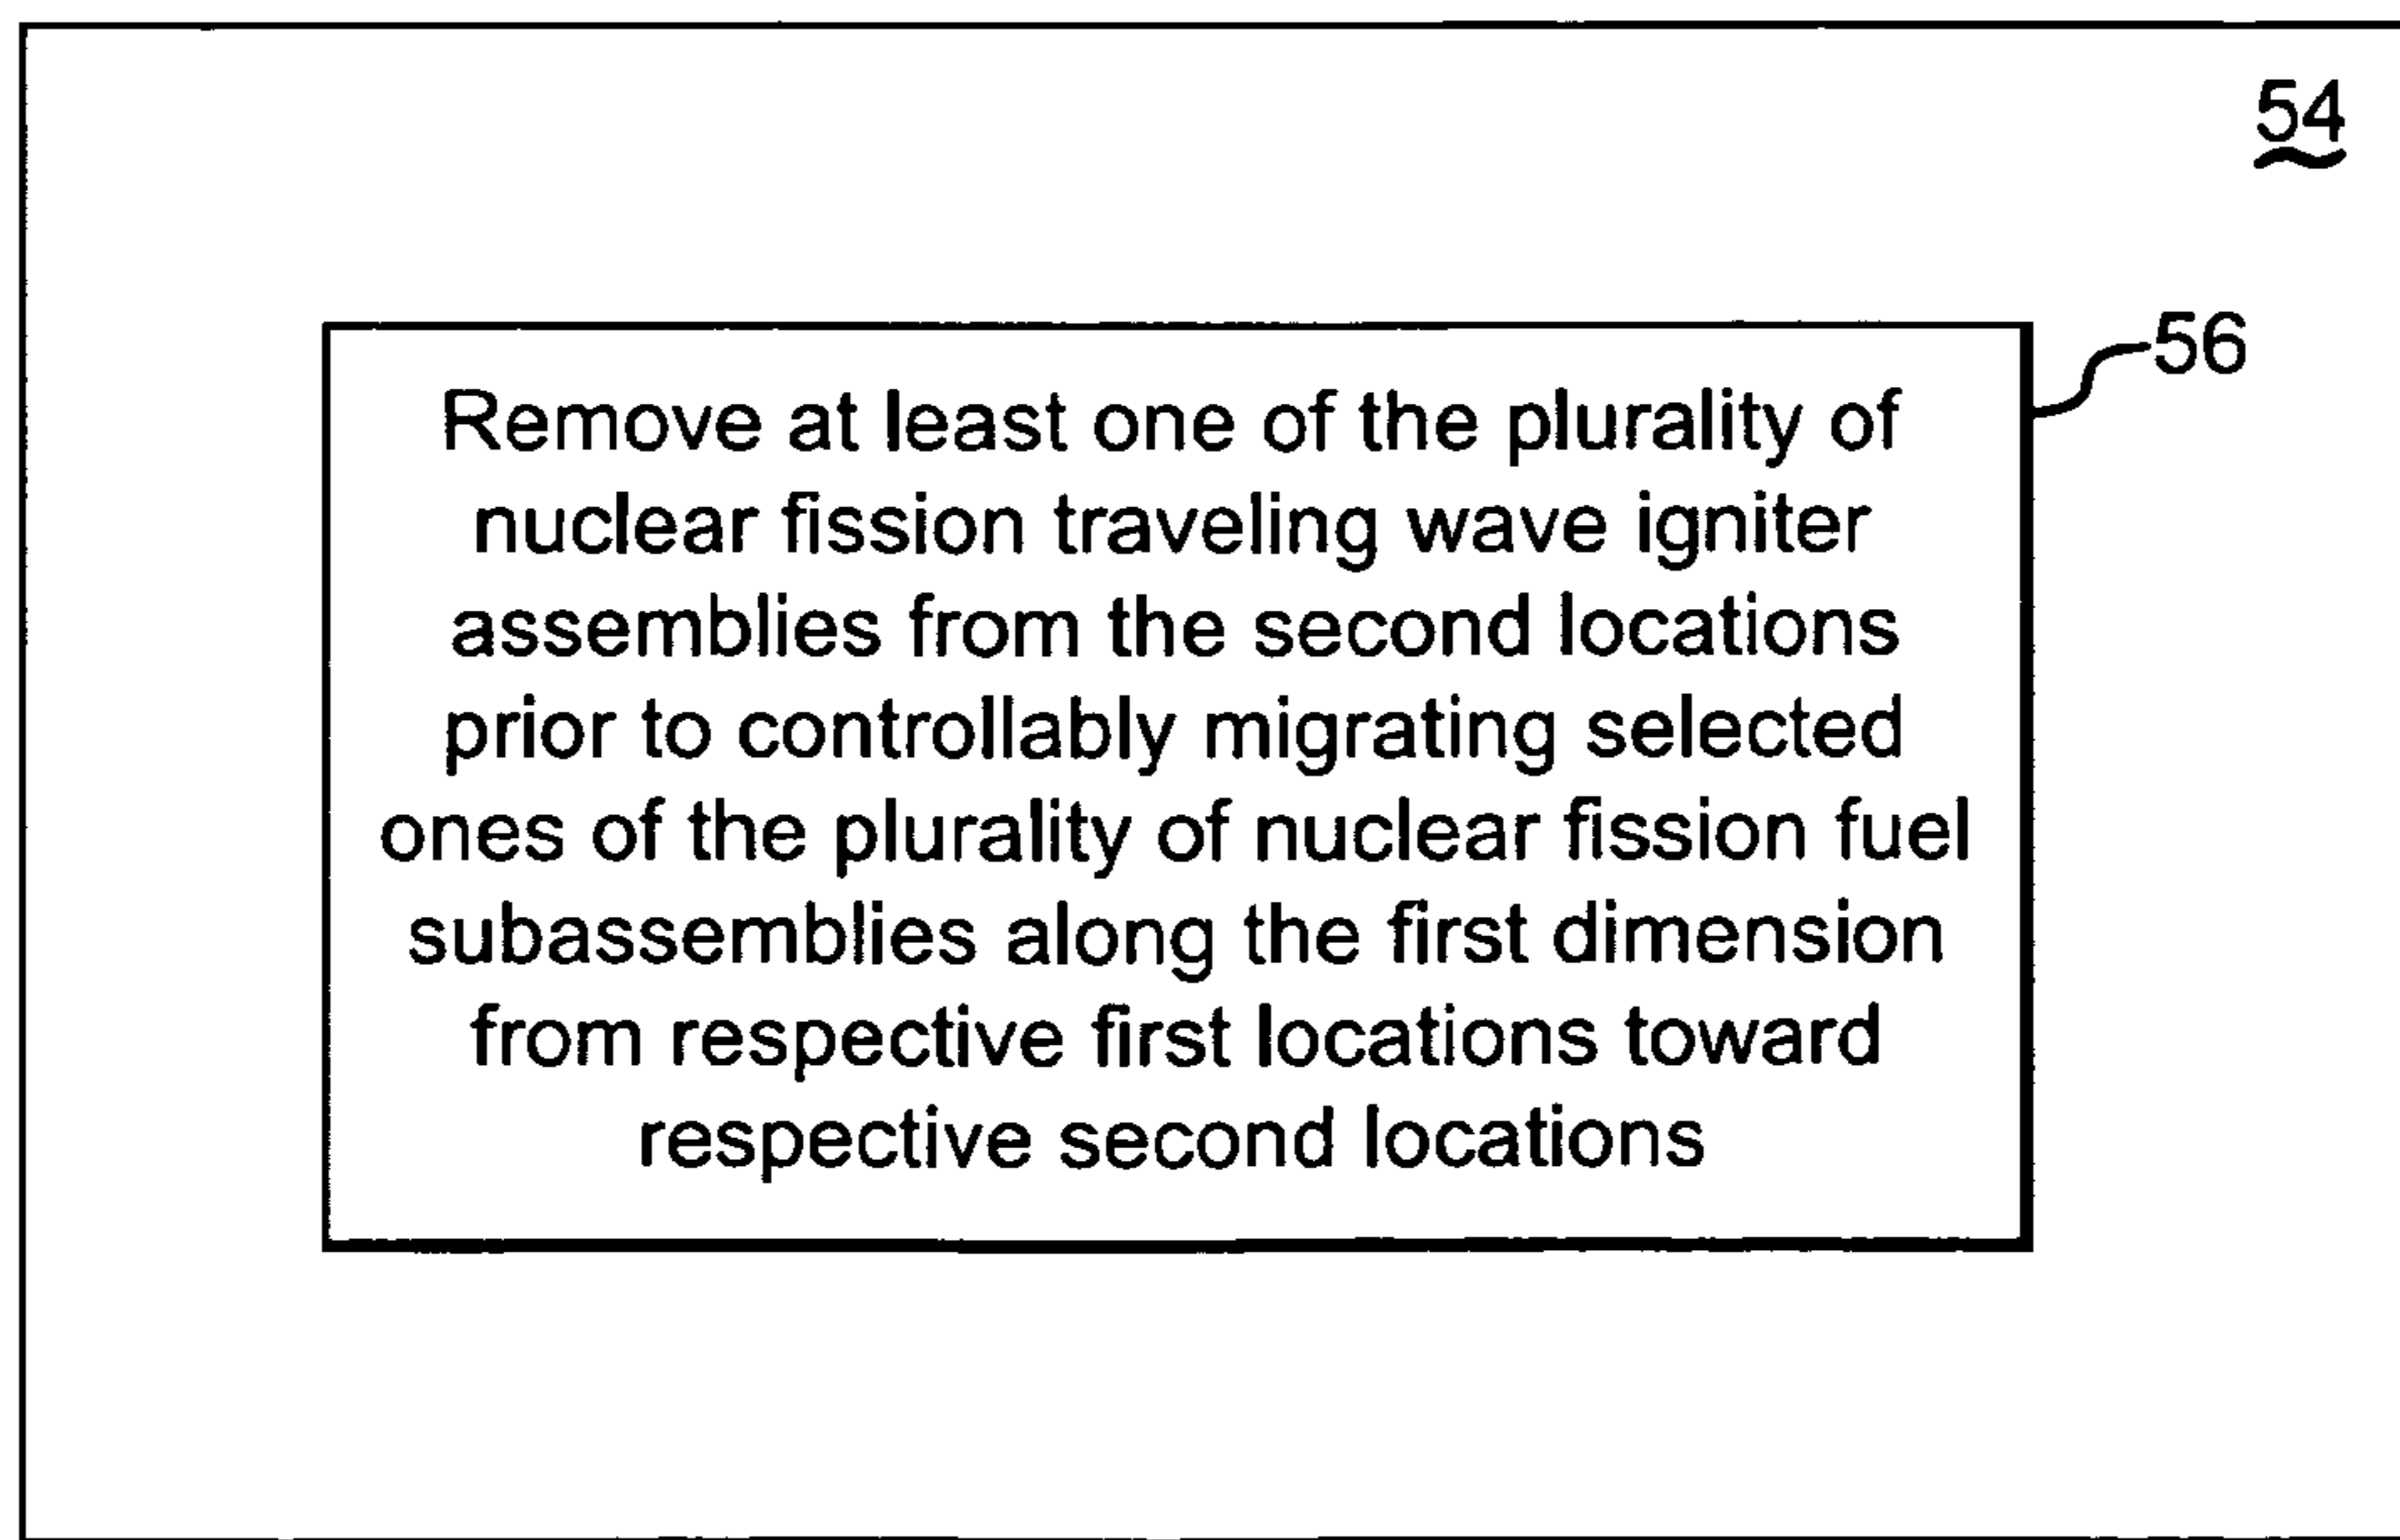 54
56
Remove at least one of the plurality of
nuclear fission traveling wave igniter
assemblies from the second locations
prior to controllably migrating selected
ones of the plurality of nuclear fission fuel
subassemblies along the first dimension
from respective first locations toward
respective second locations